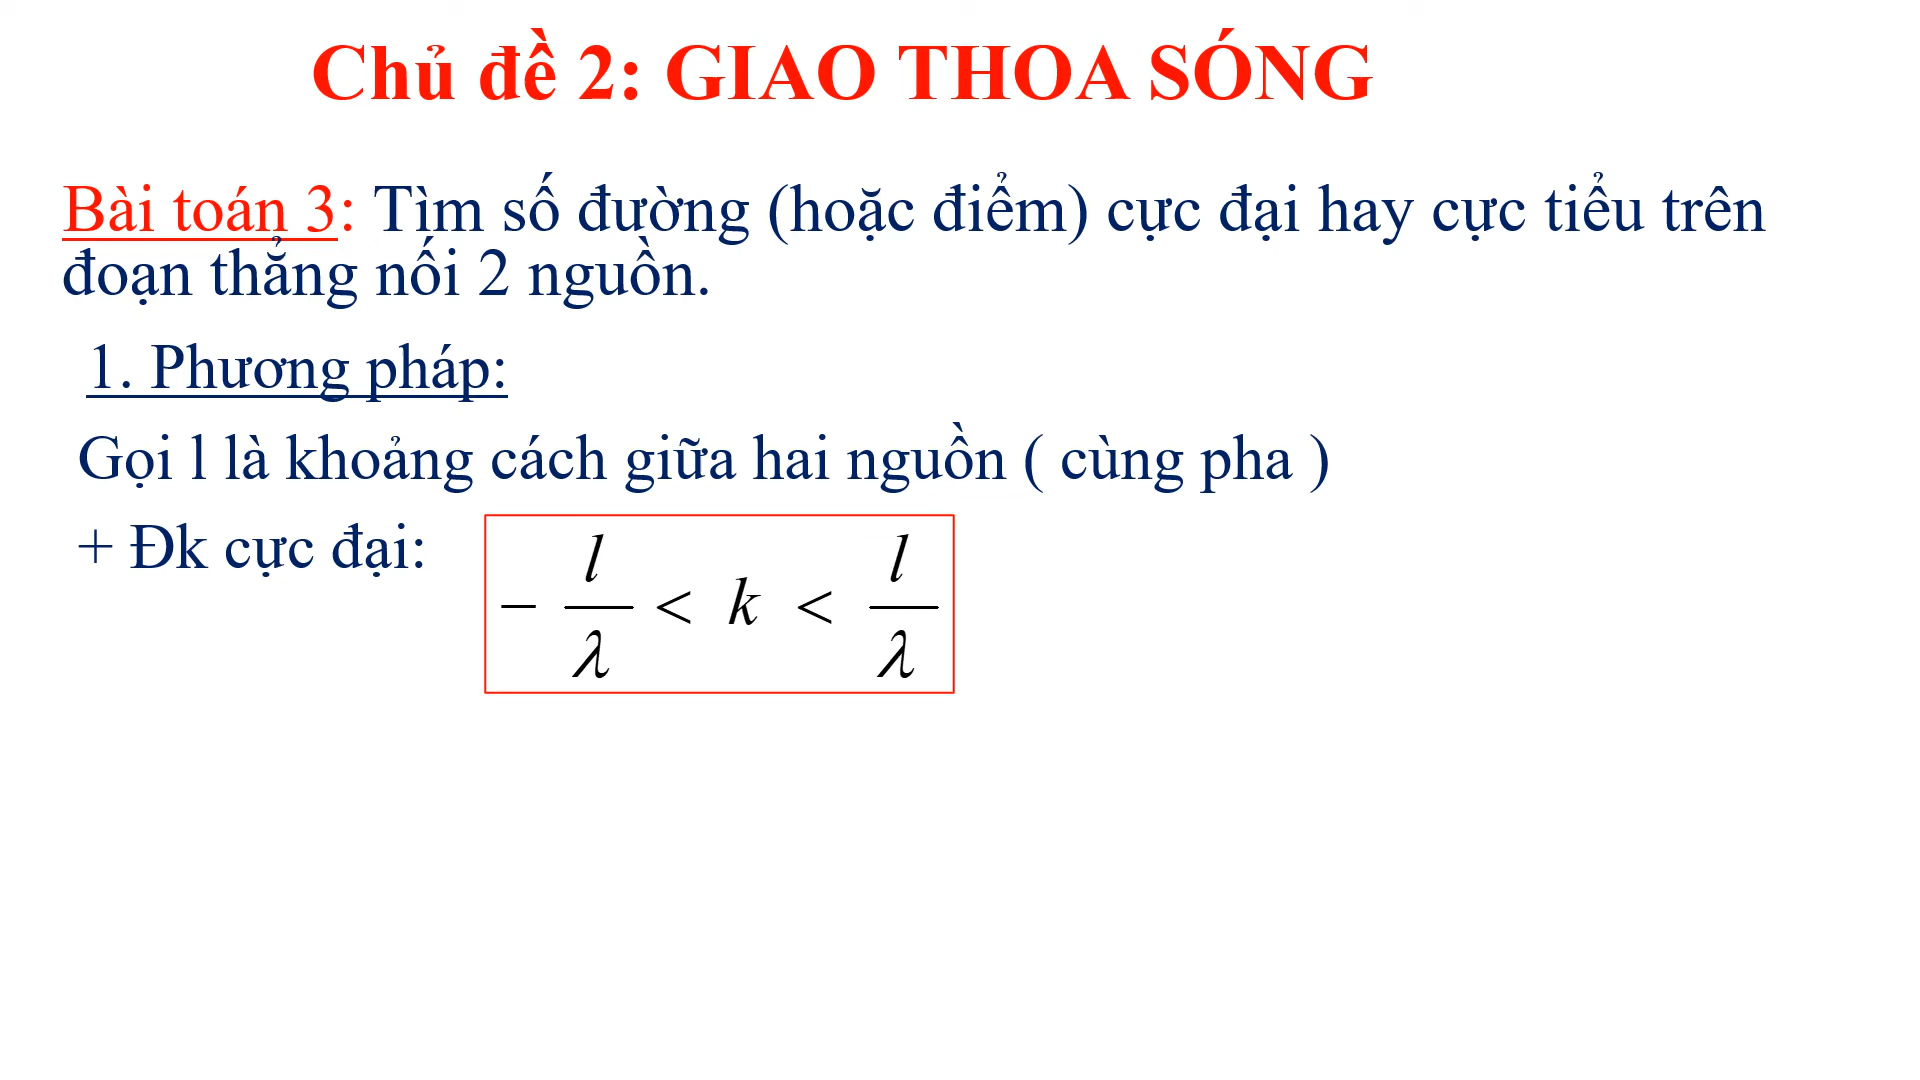 Chủ đề 2: GIAO THOA SÓNG
Bài toán 3: Tìm số đường (hoặc điểm) cực đại hay cực tiểu trên
đoạn thẳng nối 2 nguồn.
1. Phương pháp:
Gọi l là khoảng cách giữa hai nguồn ( cùng pha )
+ Đk cực đại:
− l/λ < k < l/λ